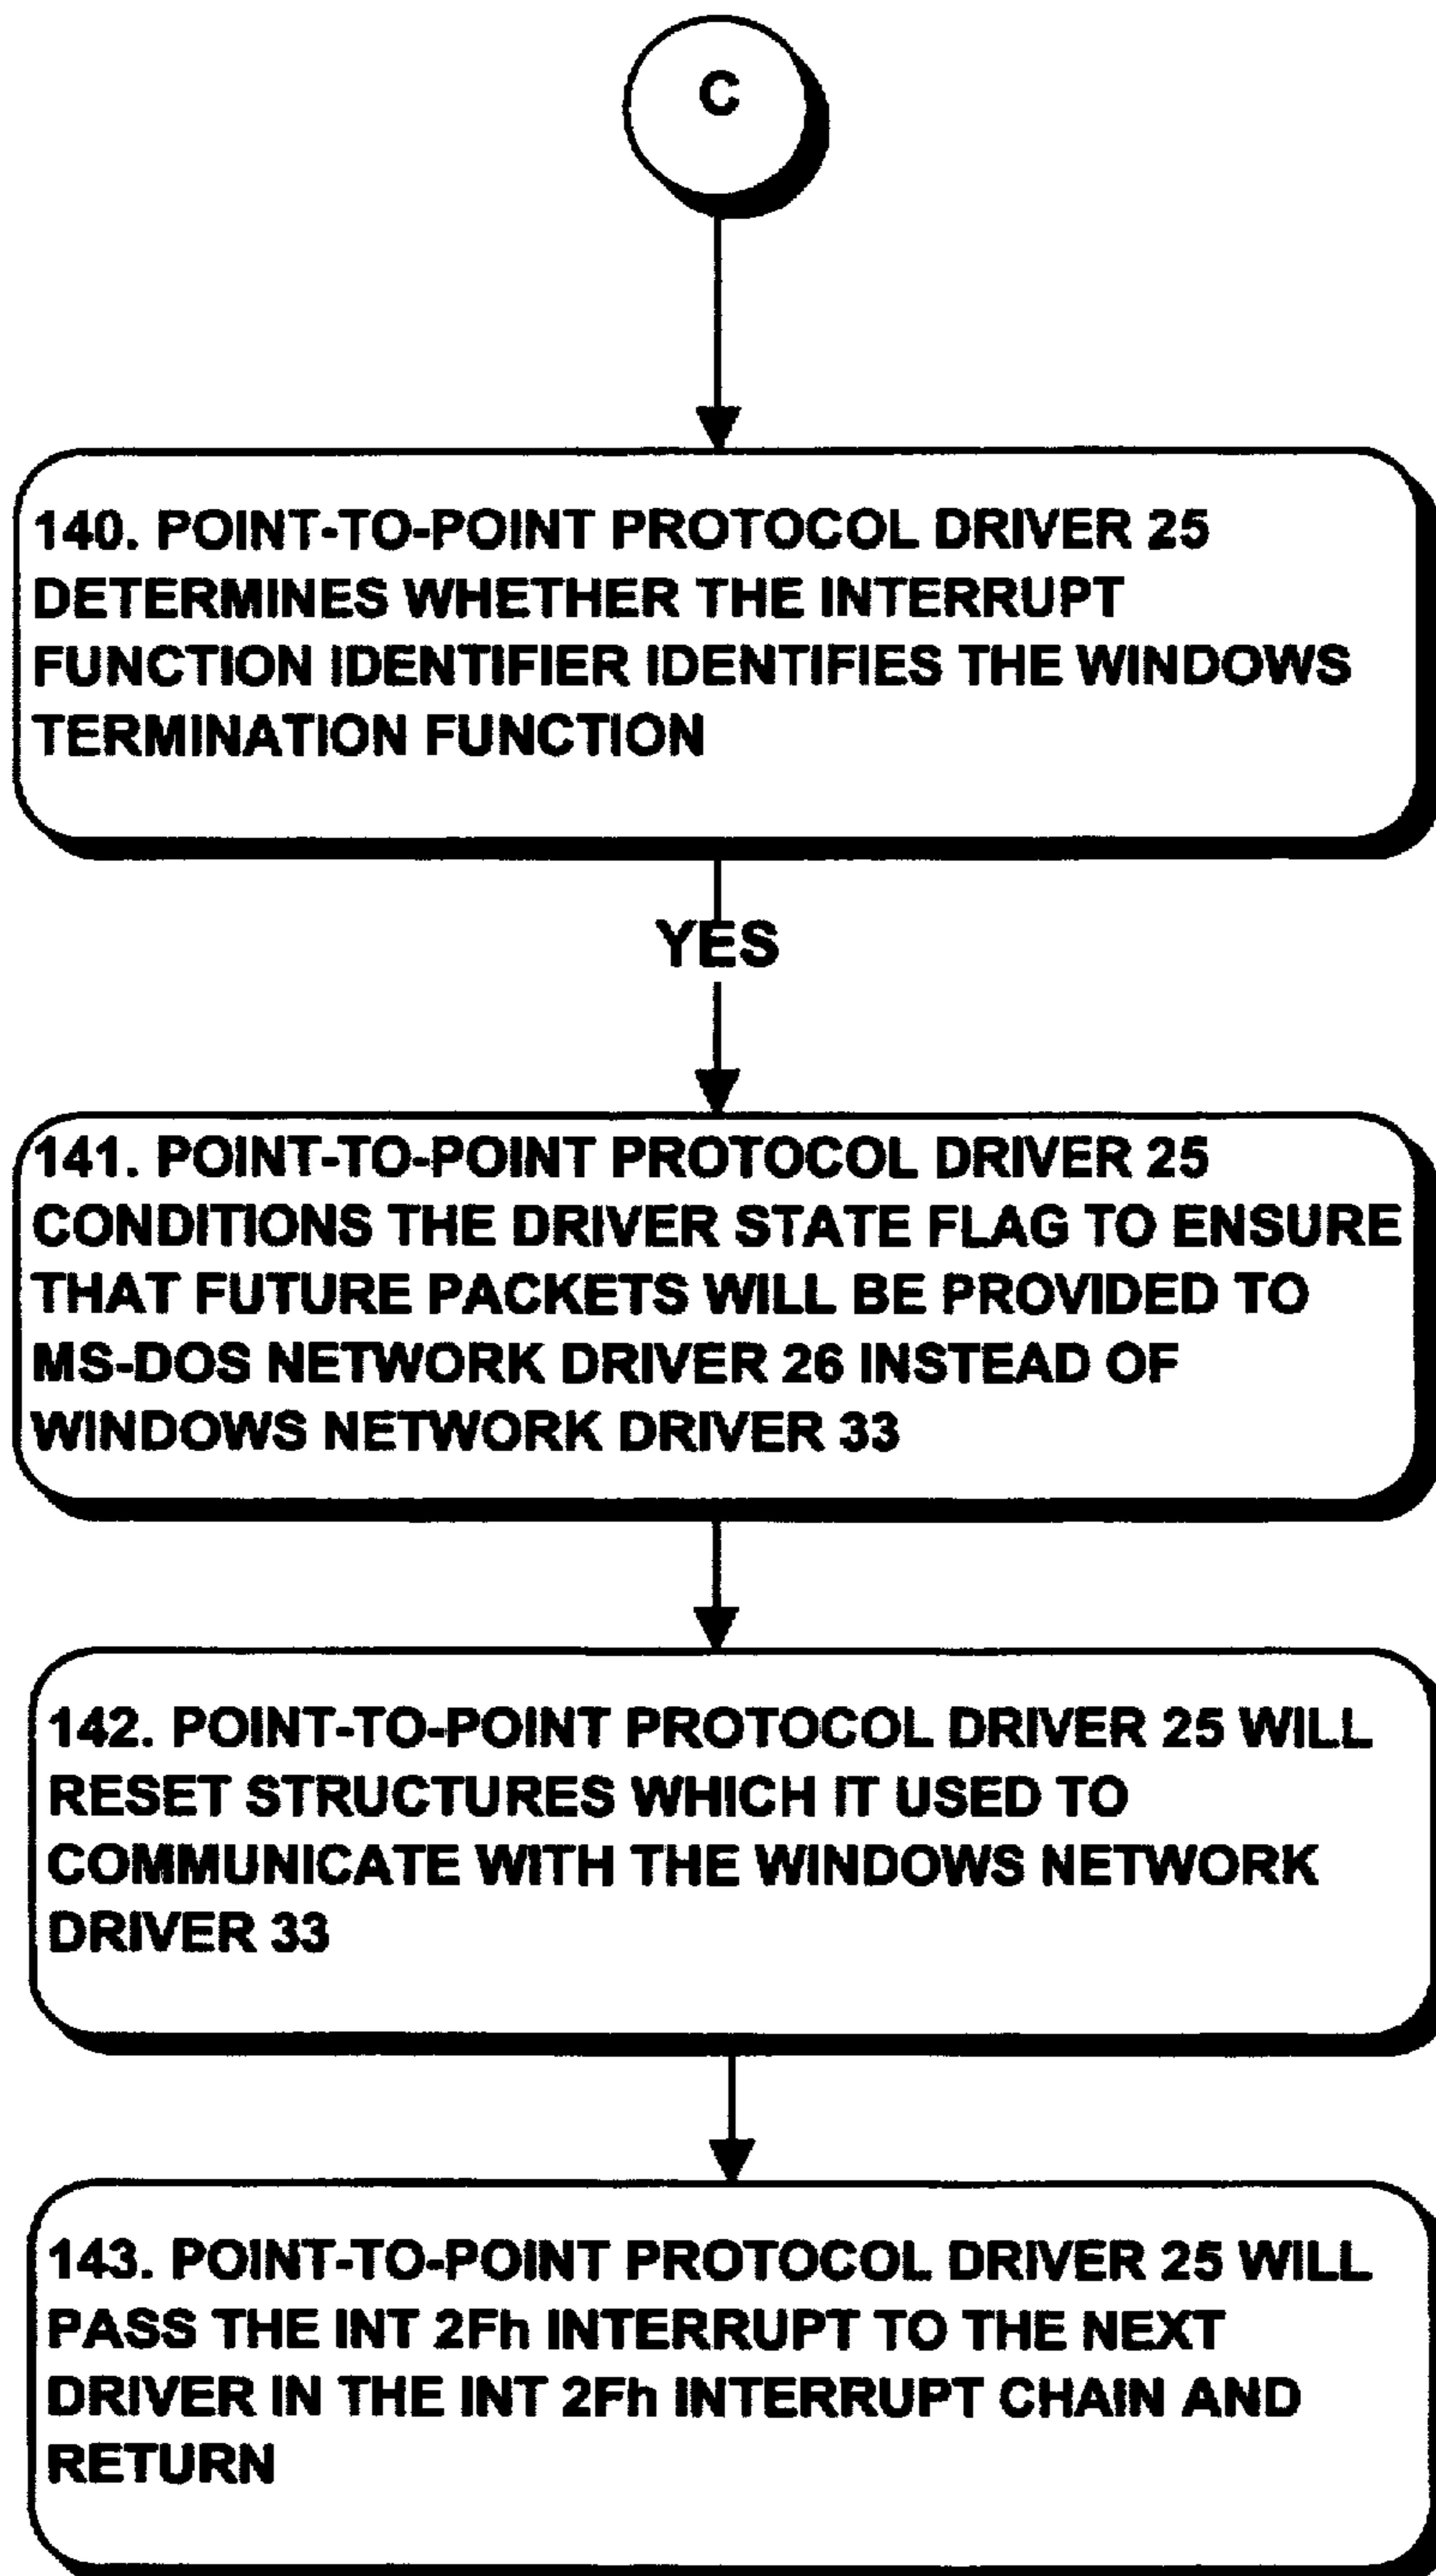 C
140. POINT-TO-POINT PROTOCOL DRIVER 25
DETERMINES WHETHER THE INTERRUPT
FUNCTION IDENTIFIER IDENTIFIES THE WINDOWS
TERMINATION FUNCTION
YES
141. POINT-TO-POINT PROTOCOL DRIVER 25
CONDITIONS THE DRIVER STATE FLAG TO ENSURE
THAT FUTURE PACKETS WILL BE PROVIDED TO
MS-DOS NETWORK DRIVER 26 INSTEAD OF
WINDOWS NETWORK DRIVER 33
142. POINT-TO-POINT PROTOCOL DRIVER 25 WILL
RESET STRUCTURES WHICH IT USED TO
COMMUNICATE WITH THE WINDOWS NETWORK
DRIVER 33
143. POINT-TO-POINT PROTOCOL DRIVER 25 WILL
PASS THE INT 2Fh INTERRUPT TO THE NEXT
DRIVER IN THE INT 2Fh INTERRUPT CHAIN AND
RETURN